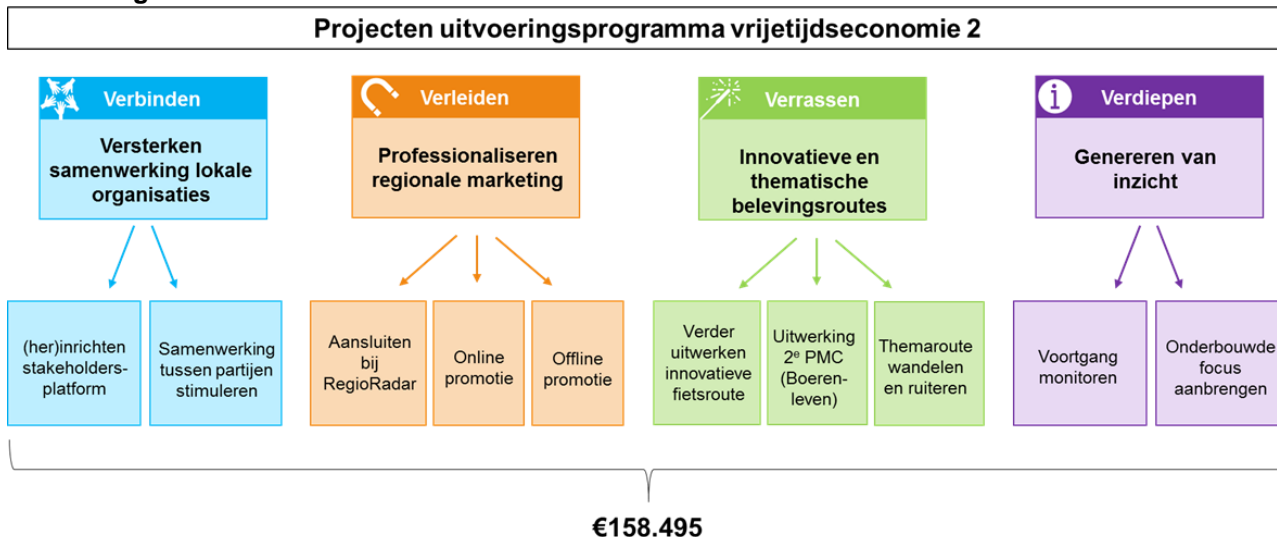 Projecten uitvoeringsprogramma vrijetijdseconomie 2
Verbinden
Versterken
samenwerking lokale
organisaties
(her)inrichten
stakeholders-
platform
Samenwerking
tussen partijen
stimuleren
Verleiden
Professionaliseren
regionale marketing
Aansluiten
bij
RegioRadar
Online
promotie
Offline
promotie
Verrassen
Innovatieve en
thematische
belevingsroutes
Verder
uitwerken
innovatieve
fietsroute
Uitwerking
2e PMC
(Boeren-
leven)
Themaroute
wandelen
en ruiteren
Verdiepen
Genereren van
inzicht
Voortgang
monitoren
Onderbouwde
focus
aanbrengen
€158.495